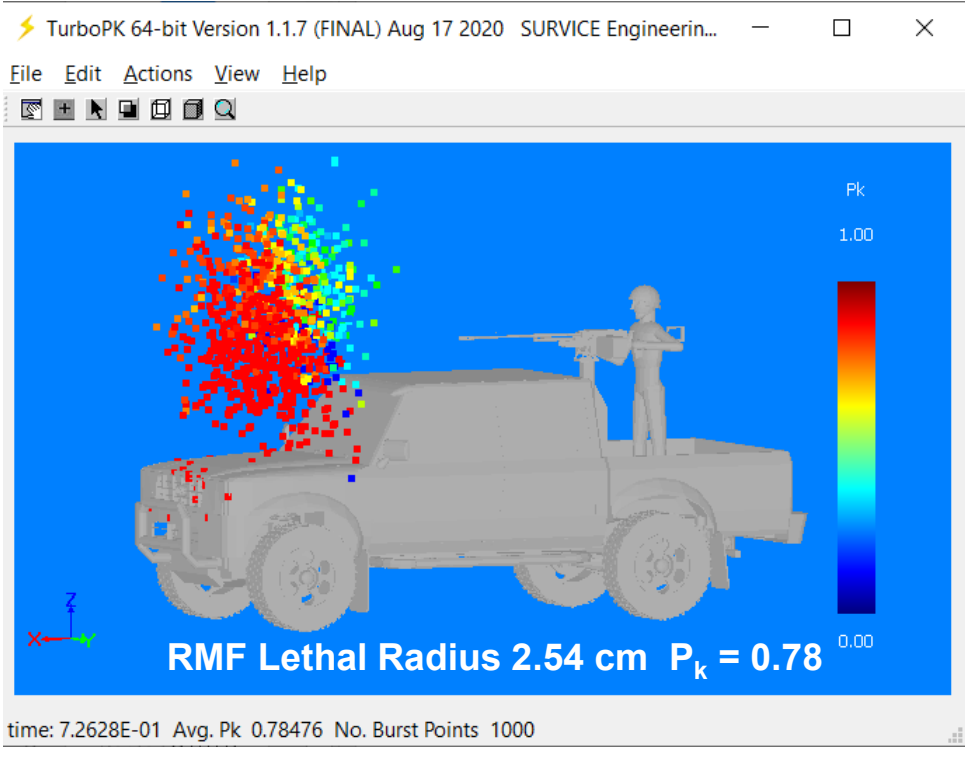 TurboPK 64-bit Version 1.1.7 (FINAL) Aug 17 2020 SURVICE Engineerin...
File Edit Actions View Help
Pk
1.00
Z
X Y
0.00
RMF Lethal Radius 2.54 cm Pk = 0.78
time: 7.2628E-01 Avg. Pk 0.78476 No. Burst Points 1000